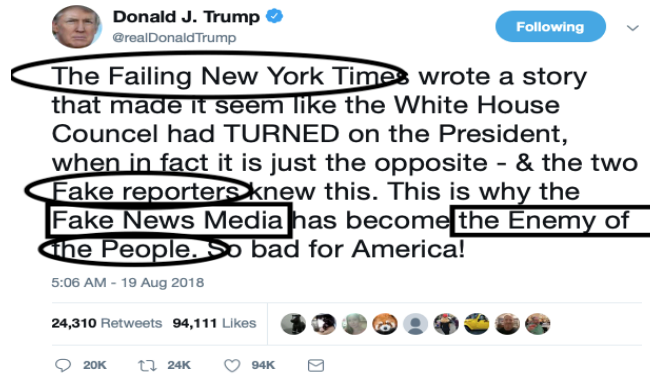 Donald J. Trump
@realDonaldTrump
Following
The Failing New York Times wrote a story
that made it seem like the White House
Councel had TURNED on the President,
when in fact it is just the opposite - & the two
Fake reporters knew this. This is why the
Fake News Media has become the Enemy of
the People. So bad for America!
5:06 AM - 19 Aug 2018
24,310 Retweets 94,111 Likes
20K 24K 94K